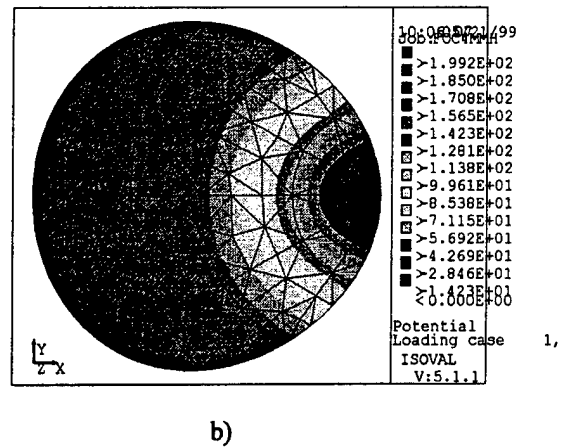 >1.992E+02
>1.850E+02
>1.708E+02
>1.565E+02
>1.423E+02
>1.281E+02
>1.138E+02
>9.961E+01
>8.538E+01
>7.115E+01
>5.692E+01
>4.269E+01
>2.846E+01
>1.423E+01
<0.000E+00
Potential
Loading case 1,
ISOVAL
V:5.1.1
Y
Z X
b)